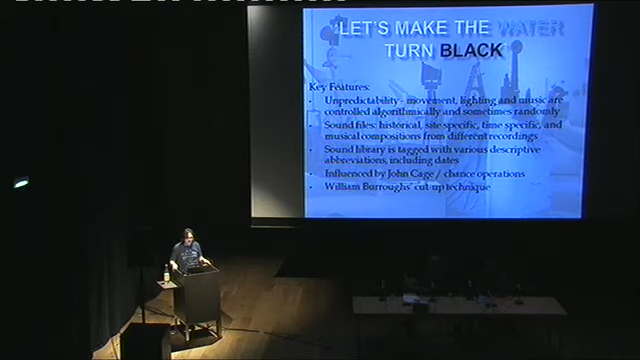 'LET'S MAKE THE WATER
TURN BLACK
Key Features:
- Unpredictability - movement, lighting and music are
controlled algorithmically and sometimes randomly
- Sound files: historical, site specific, time specific, and
musical compositions from different recordings
- Sound library is tagged with various descriptive
abbreviations, including dates
- Influenced by John Cage / chance operations
- William Burroughs' cut-up technique